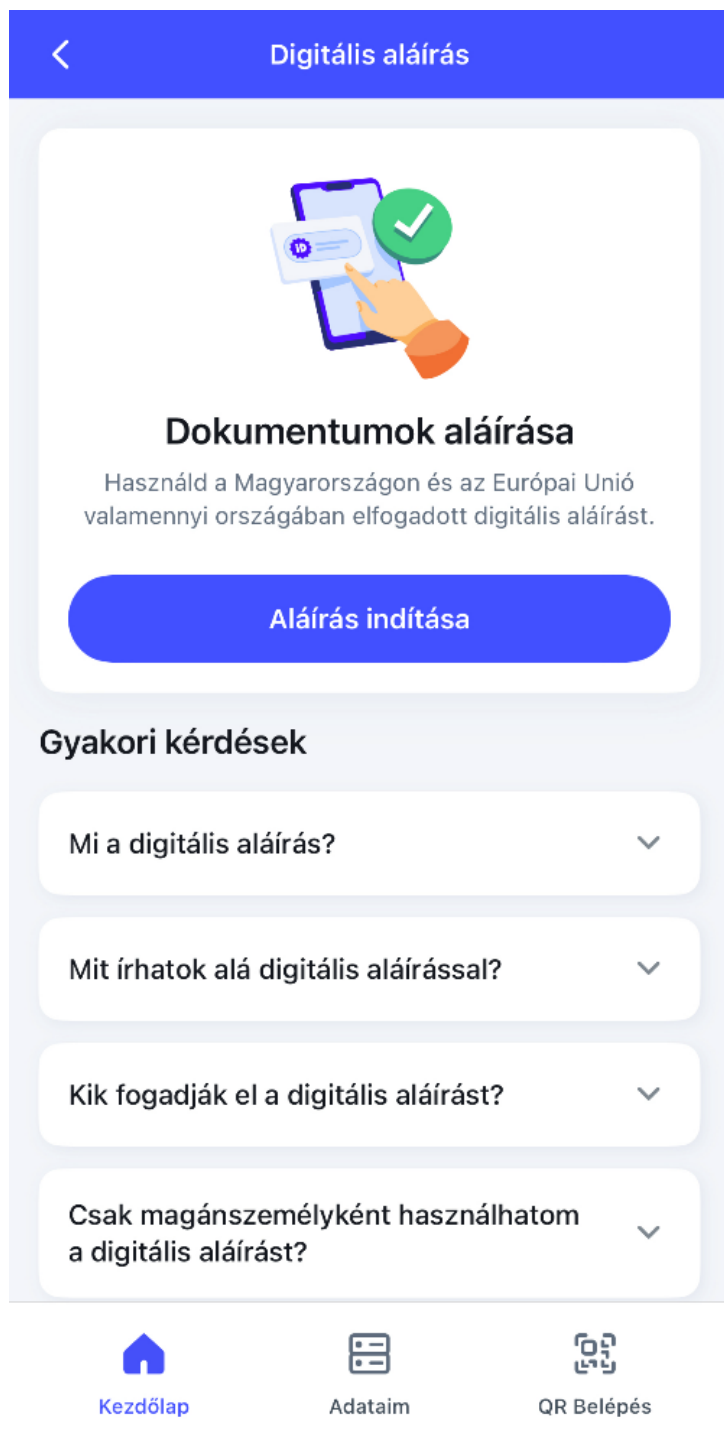 Digitális aláírás
ID
Dokumentumok aláírása
Használd a Magyarországon és az Európai Unió
valamennyi országában elfogadott digitális aláírást.
Aláírás indítása
Gyakori kérdések
Mi a digitális aláírás?
Mit írhatok alá digitális aláírással?
Kik fogadják el a digitális aláírást?
Csak magánszemélyként használhatom
a digitális aláírást?
Kezdőlap
Adataim
QR Belépés